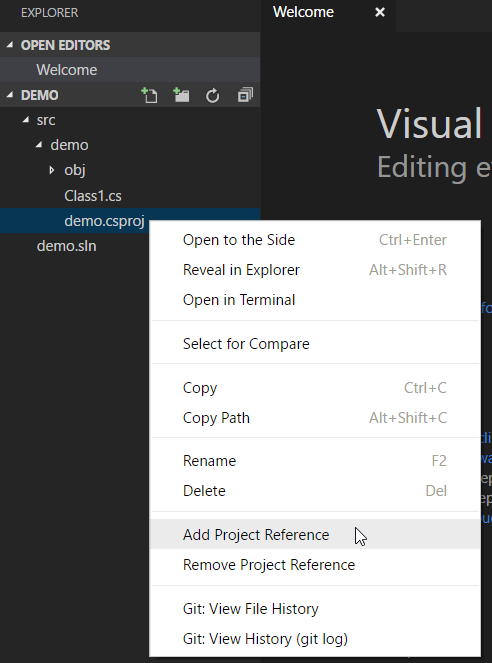 EXPLORER
Welcome
OPEN EDITORS
Welcome
DEMO
src
demo
obj
Class1.cs
demo.csproj
demo.sln
Visual
Editing e
Open to the Side Ctrl+Enter
Reveal in Explorer Alt+Shift+R
Open in Terminal
Select for Compare
Copy Ctrl+C
Copy Path Alt+Shift+C
Rename F2
Delete Del
Add Project Reference
Remove Project Reference
Git: View File History
Git: View History (git log)